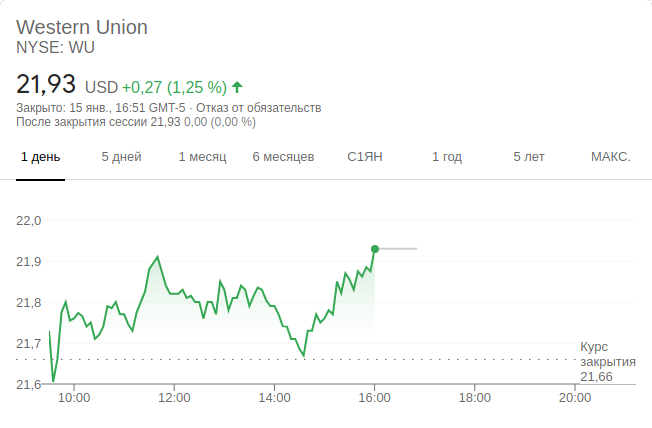 Western Union
NYSE: WU
21,93 USD +0,27 (1,25 %)
Закрыто: 15 янв., 16:51 GMT-5 · Отказ от обязательств
После закрытия сессии 21,93 0,00 (0,00 %)
1 день 5 дней 1 месяц 6 месяцев С1ЯН 1 год 5 лет МАКС.
22,0
21,9
21,8
21,7
21,6
Курс
закрытия
21,66
10:00 12:00 14:00 16:00 18:00 20:00